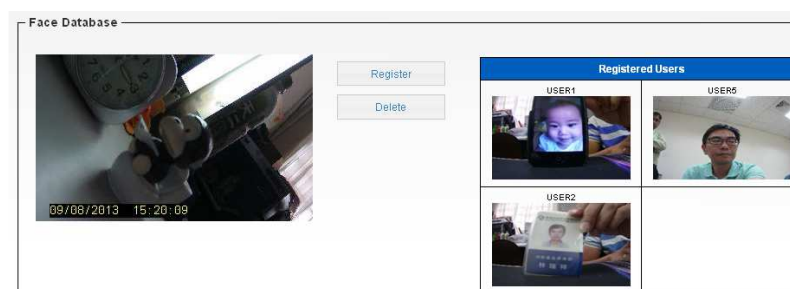 Face Database
Register
Delete
Registered Users
USER1
USER5
USER2
09/08/2013 15:20:09